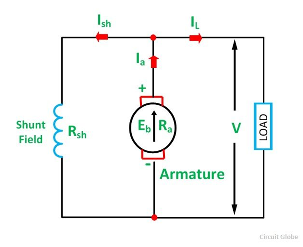 Ish
IL
Ia
+
Shunt
Field
Rsh
Eb
Ra
V
LOAD
-
Armature
Circuit Globe